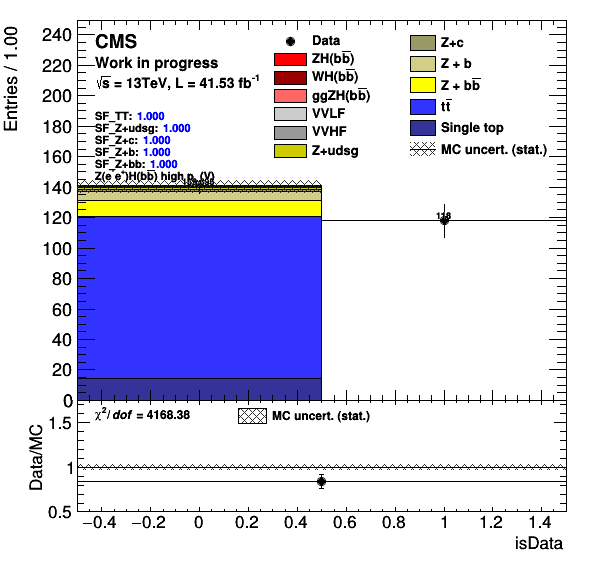 CMS
Work in progress
√s = 13TeV, L = 41.53 fb⁻¹
SF_TT: 1.000
SF_Z+udsg: 1.000
SF_Z+c: 1.000
SF_Z+b: 1.000
SF_Z+bb: 1.000
Z(e⁻e⁺)H(bb̅) high p (V)
Data
ZH(bb̅)
WH(bb̅)
ggZH(bb̅)
VVLF
VVHF
Z+udsg
Z+c
Z + b
Z + bb̅
tt̅
Single top
MC uncert. (stat.)
Entries / 1.00
240
220
200
180
160
140
120
100
80
60
40
20
0
118
χ²/dof = 4168.38
MC uncert. (stat.)
Data/MC
1.5
1
0.5
−0.4 −0.2 0 0.2 0.4 0.6 0.8 1 1.2 1.4
isData